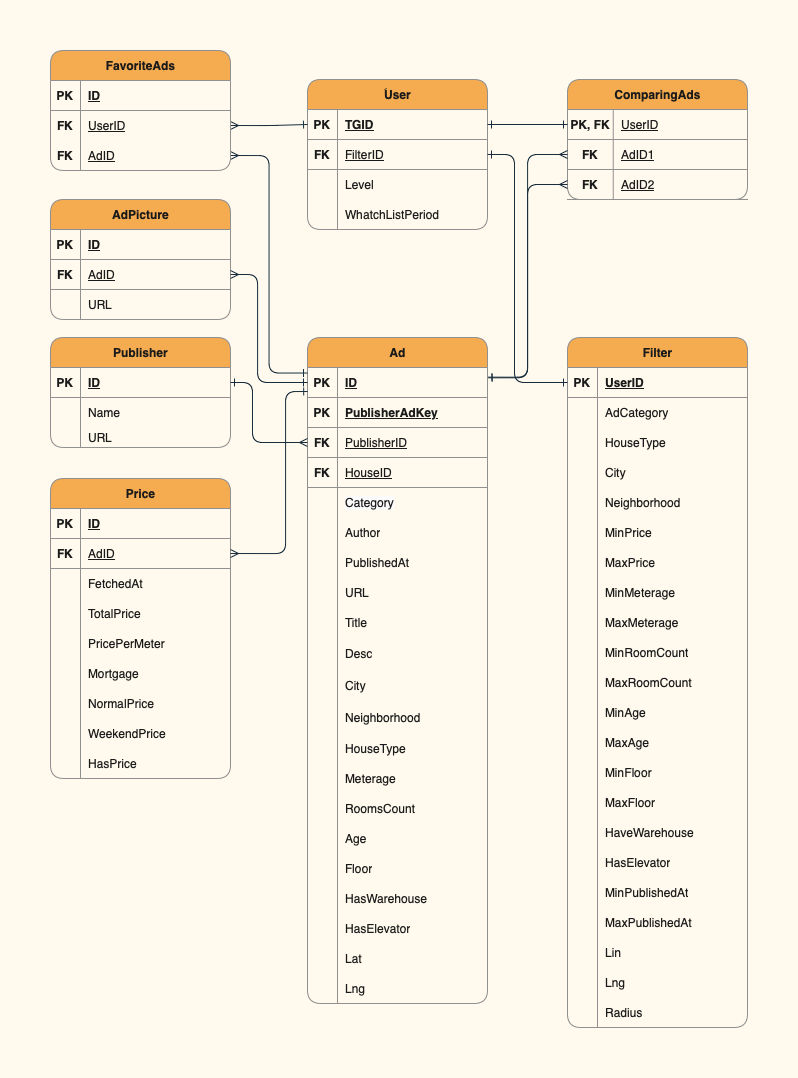 FavoriteAds
PK ID
FK UserID
FK AdID
AdPicture
PK ID
FK AdID
URL
Publisher
PK ID
Name
URL
Price
PK ID
FK AdID
FetchedAt
TotalPrice
PricePerMeter
Mortgage
NormalPrice
WeekendPrice
HasPrice
User
PK TGID
FK FilterID
Level
WhatchListPeriod
Ad
PK ID
PK PublisherAdKey
FK PublisherID
FK HouseID
Category
Author
PublishedAt
URL
Title
Desc
City
Neighborhood
HouseType
Meterage
RoomsCount
Age
Floor
HasWarehouse
HasElevator
Lat
Lng
ComparingAds
PK, FK UserID
FK AdID1
FK AdID2
Filter
PK UserID
AdCategory
HouseType
City
Neighborhood
MinPrice
MaxPrice
MinMeterage
MaxMeterage
MinRoomCount
MaxRoomCount
MinAge
MaxAge
MinFloor
MaxFloor
HaveWarehouse
HasElevator
MinPublishedAt
MaxPublishedAt
Lin
Lng
Radius